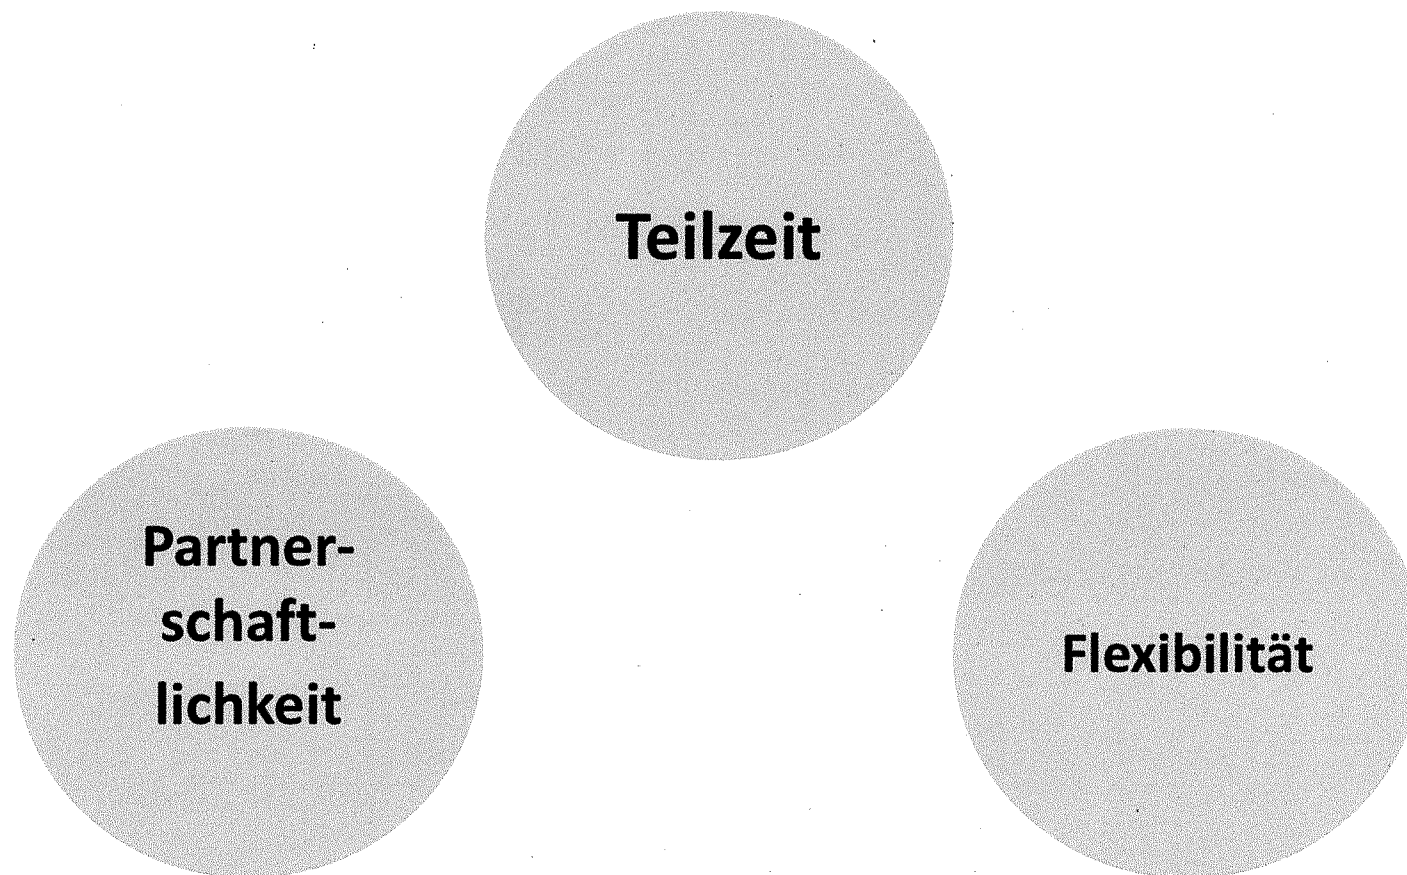 Teilzeit
Partner-
schaft-
lichkeit
Flexibilität